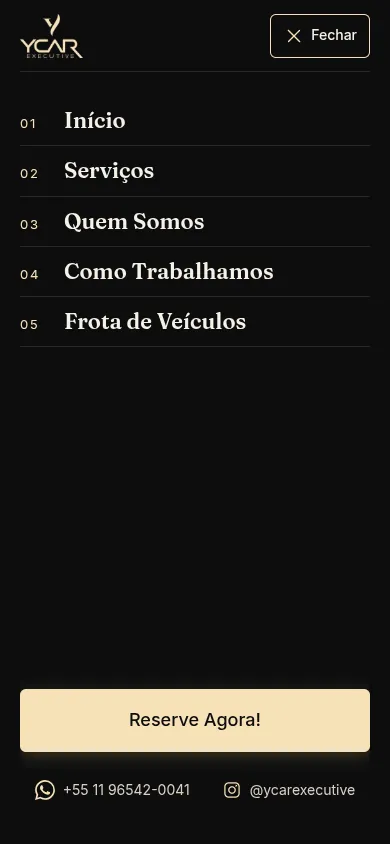 YCAR
EXECUTIVE
Fechar
01 Início
02 Serviços
03 Quem Somos
04 Como Trabalhamos
05 Frota de Veículos
Reserve Agora!
+55 11 96542-0041
@ycarexecutive